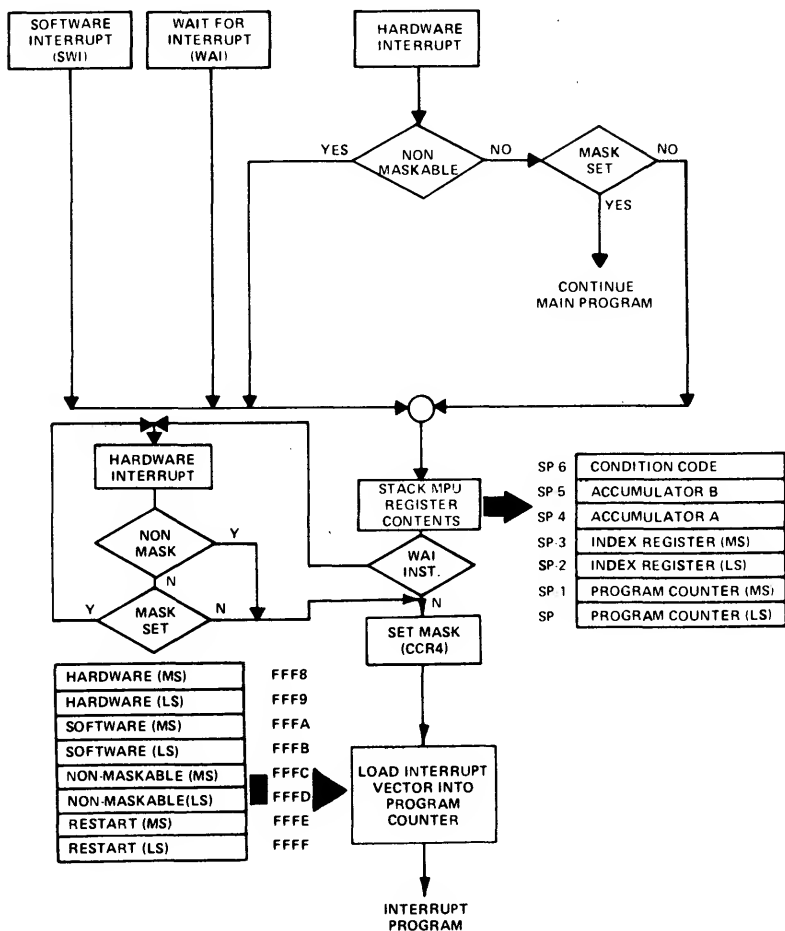 SOFTWARE
INTERRUPT
(SWI)
WAIT FOR
INTERRUPT
(WAI)
HARDWARE
INTERRUPT
YES
NON
MASKABLE
NO
MASK
SET
NO
YES
CONTINUE
MAIN PROGRAM
HARDWARE
INTERRUPT
NON
MASK
Y
N
Y
MASK
SET
N
STACK MPU
REGISTER
CONTENTS
WAI
INST.
N
SET MASK
(CCR4)
SP 6 CONDITION CODE
SP-5 ACCUMULATOR B
SP 4 ACCUMULATOR A
SP-3 INDEX REGISTER (MS)
SP-2 INDEX REGISTER (LS)
SP 1 PROGRAM COUNTER (MS)
SP PROGRAM COUNTER (LS)
HARDWARE (MS) FFF8
HARDWARE (LS) FFF9
SOFTWARE (MS) FFFA
SOFTWARE (LS) FFFB
NON-MASKABLE (MS) FFFC
NON-MASKABLE(LS) FFFD
RESTART (MS) FFFE
RESTART (LS) FFFF
LOAD INTERRUPT
VECTOR INTO
PROGRAM
COUNTER
INTERRUPT
PROGRAM